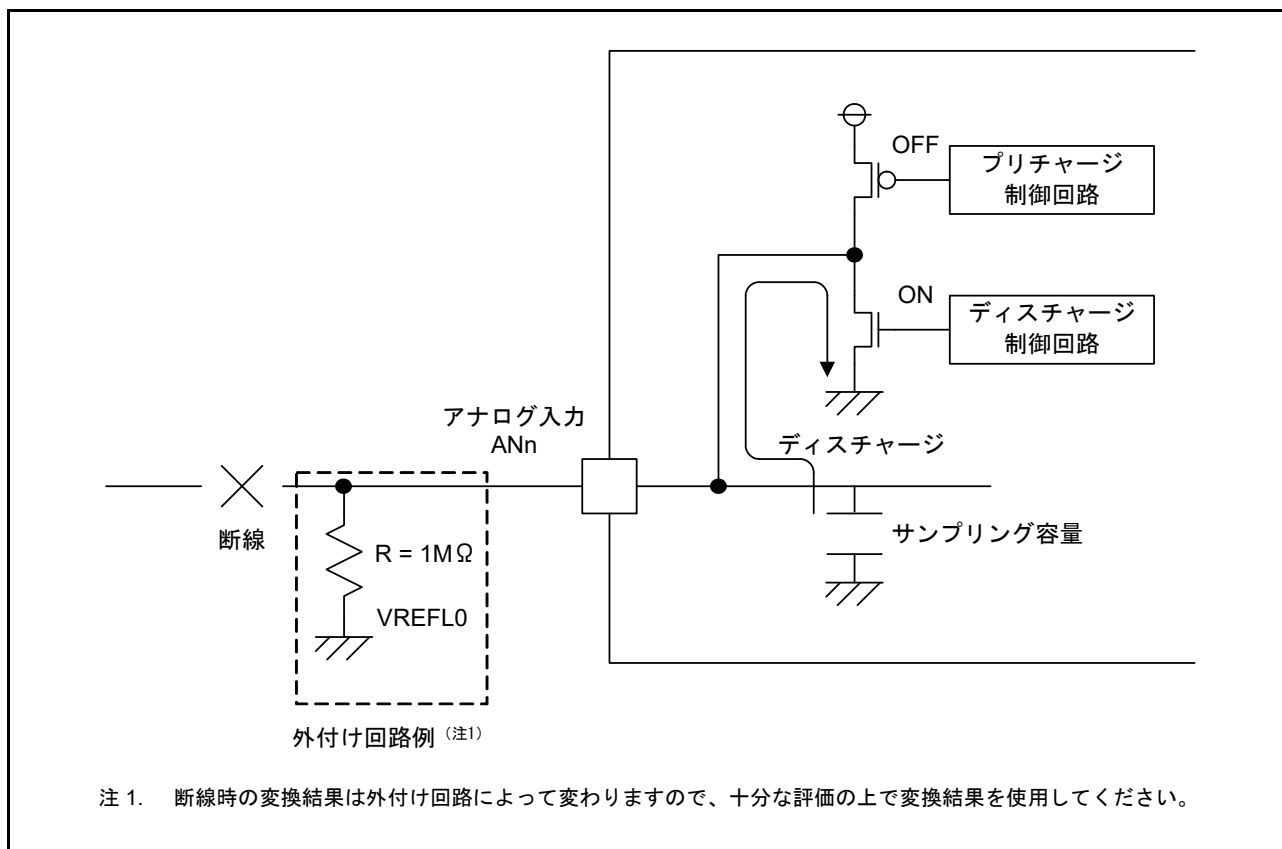 OFF
プリチャージ
制御回路
ON
ディスチャージ
制御回路
アナログ入力
ANn
ディスチャージ
断線
R = 1MΩ
VREFL0
サンプリング容量
外付け回路例（注1）
注 1. 断線時の変換結果は外付け回路によって変わりますので、十分な評価の上で変換結果を使用してください。